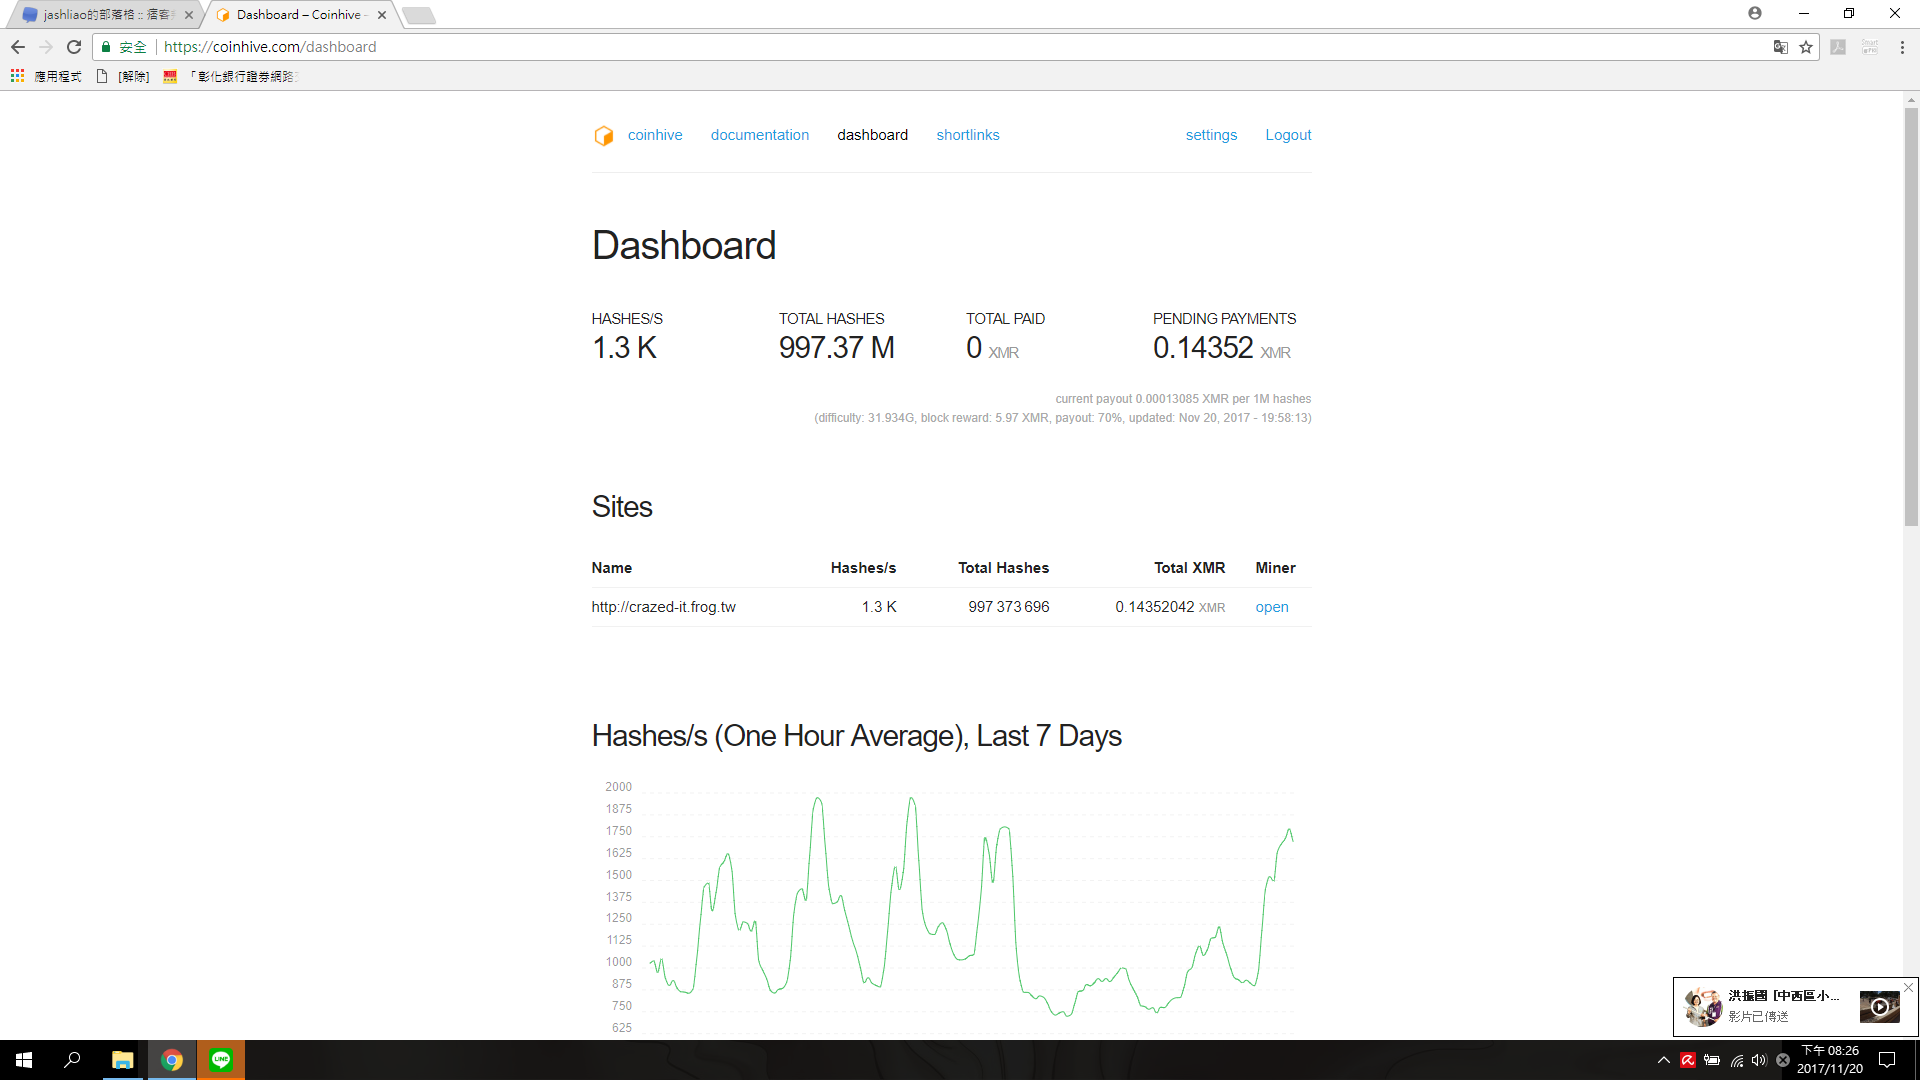 jashliao的部落格 :: 痞客
Dashboard – Coinhive -
安全
https://coinhive.com/dashboard
應用程式
[解除]
「彰化銀行證券網路
coinhive
documentation
dashboard
shortlinks
settings
Logout
Dashboard
HASHES/S
TOTAL HASHES
TOTAL PAID
PENDING PAYMENTS
1.3 K
997.37 M
0 XMR
0.14352 XMR
current payout 0.00013085 XMR per 1M hashes
(difficulty: 31.934G, block reward: 5.97 XMR, payout: 70%, updated: Nov 20, 2017 - 19:58:13)
Sites
Name Hashes/s Total Hashes Total XMR Miner
http://crazed-it.frog.tw 1.3 K 997 373 696 0.14352042 XMR open
Hashes/s (One Hour Average), Last 7 Days
2000
1875
1750
1625
1500
1375
1250
1125
1000
875
750
625
洪振國 [中西區小...
影片已傳送
LINE
下午 08:26
2017/11/20